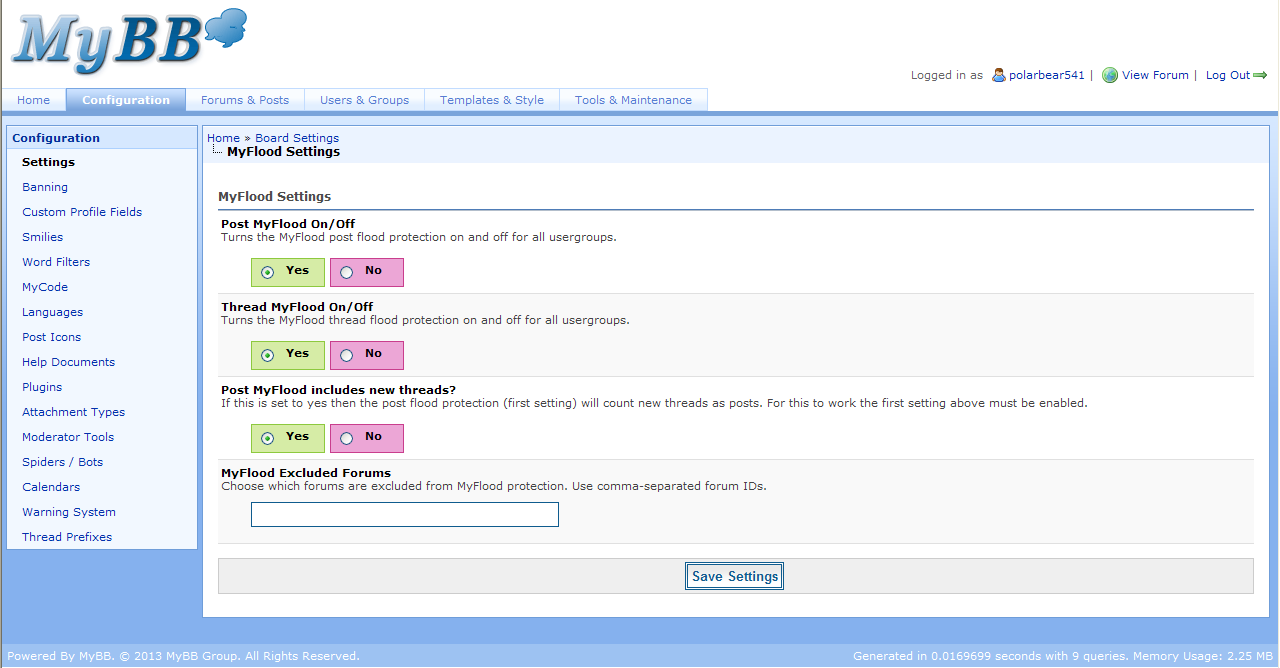 MyBB
Logged in as polarbear541 | View Forum | Log Out
Home Configuration Forums & Posts Users & Groups Templates & Style Tools & Maintenance
Configuration
Settings
Banning
Custom Profile Fields
Smilies
Word Filters
MyCode
Languages
Post Icons
Help Documents
Plugins
Attachment Types
Moderator Tools
Spiders / Bots
Calendars
Warning System
Thread Prefixes
Home » Board Settings
MyFlood Settings
MyFlood Settings
Post MyFlood On/Off
Turns the MyFlood post flood protection on and off for all usergroups.
Yes No
Thread MyFlood On/Off
Turns the MyFlood thread flood protection on and off for all usergroups.
Yes No
Post MyFlood includes new threads?
If this is set to yes then the post flood protection (first setting) will count new threads as posts. For this to work the first setting above must be enabled.
Yes No
MyFlood Excluded Forums
Choose which forums are excluded from MyFlood protection. Use comma-separated forum IDs.
Save Settings
Powered By MyBB. © 2013 MyBB Group. All Rights Reserved.
Generated in 0.0169699 seconds with 9 queries. Memory Usage: 2.25 MB